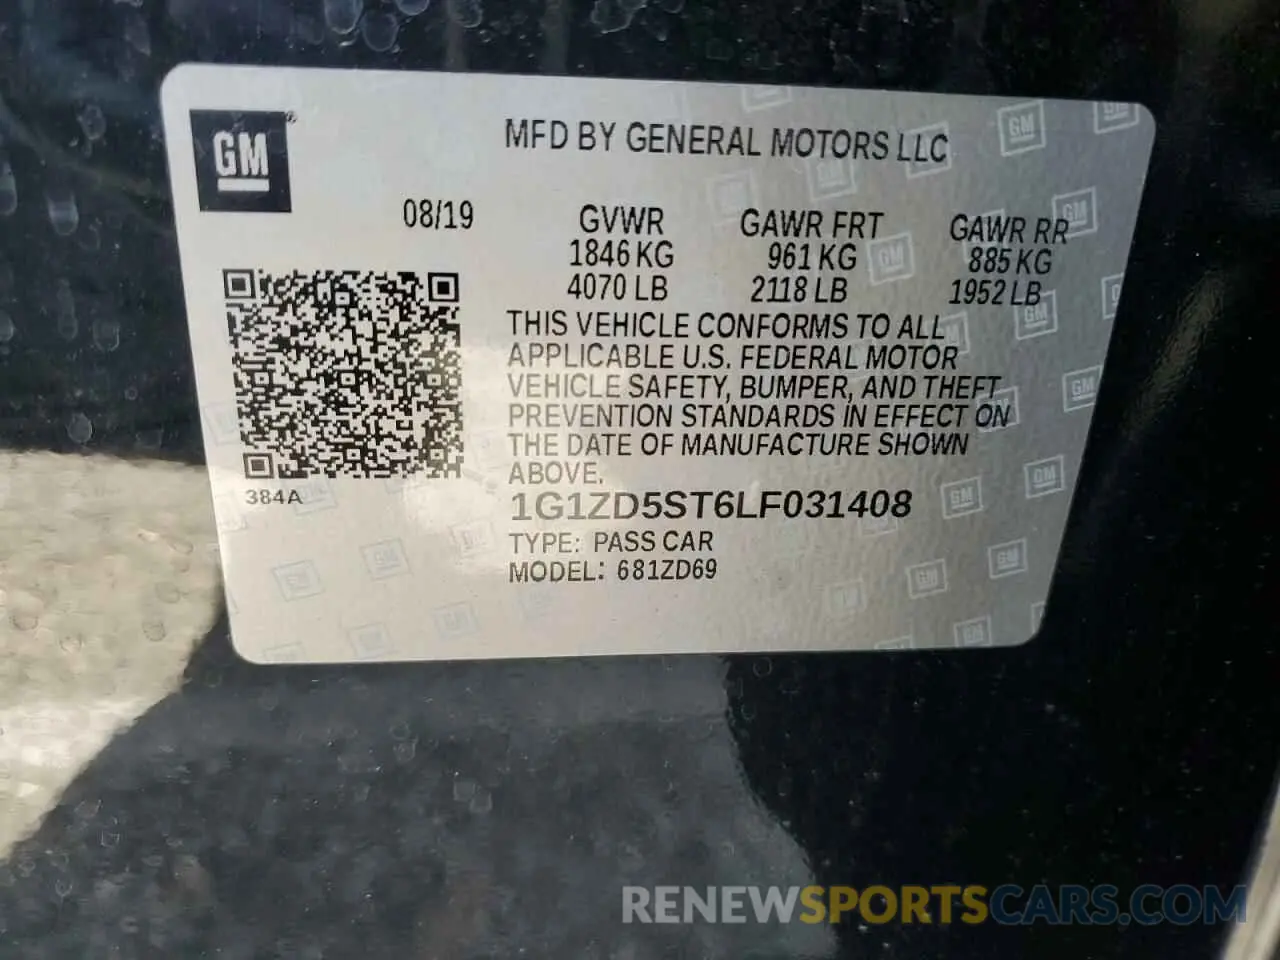 GM®
MFD BY GENERAL MOTORS LLC
08/19
GVWR GAWR FRT GAWR RR
1846 KG 961 KG 885 KG
4070 LB 2118 LB 1952 LB
THIS VEHICLE CONFORMS TO ALL
APPLICABLE U.S. FEDERAL MOTOR
VEHICLE SAFETY, BUMPER, AND THEFT
PREVENTION STANDARDS IN EFFECT ON
THE DATE OF MANUFACTURE SHOWN
ABOVE.
384A
1G1ZD5ST6LF031408
TYPE: PASS CAR
MODEL: 681ZD69
RENEWSPORTSCARS.COM